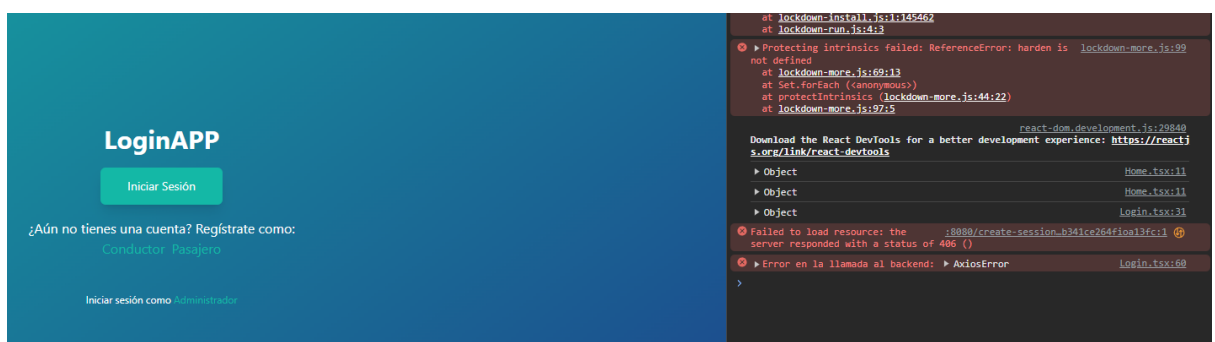 LoginAPP
Iniciar Sesión
¿Aún no tienes una cuenta? Regístrate como:
Conductor Pasajero
Iniciar sesión como Administrador
at lockdown-install.js:1:145462
at lockdown-run.js:4:3
Protecting intrinsics failed: ReferenceError: harden is lockdown-more.js:99
not defined
at lockdown-more.js:69:13
at Set.forEach (<anonymous>)
at protectIntrinsics (lockdown-more.js:44:22)
at lockdown-more.js:97:5
react-dom.development.js:29840
Download the React DevTools for a better development experience: https://reactj
s.org/link/react-devtools
Object Home.tsx:11
Object Home.tsx:11
Object Login.tsx:31
Failed to load resource: the :8080/create-session…b341ce264fioa13fc:1
server responded with a status of 406 ()
Error en la llamada al backend: AxiosError Login.tsx:60